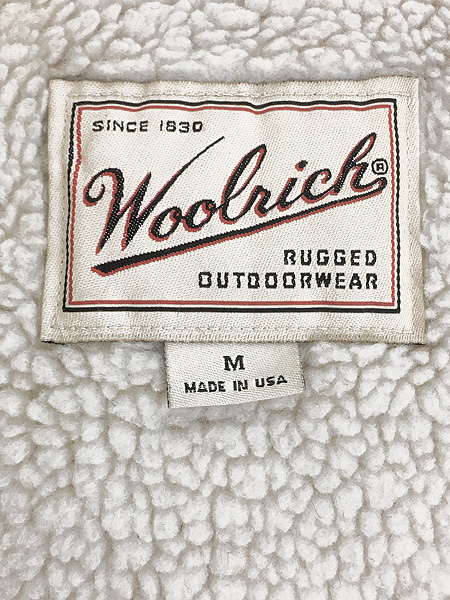 SINCE 1830
Woolrich®
RUGGED
OUTDOORWEAR
M
MADE IN USA